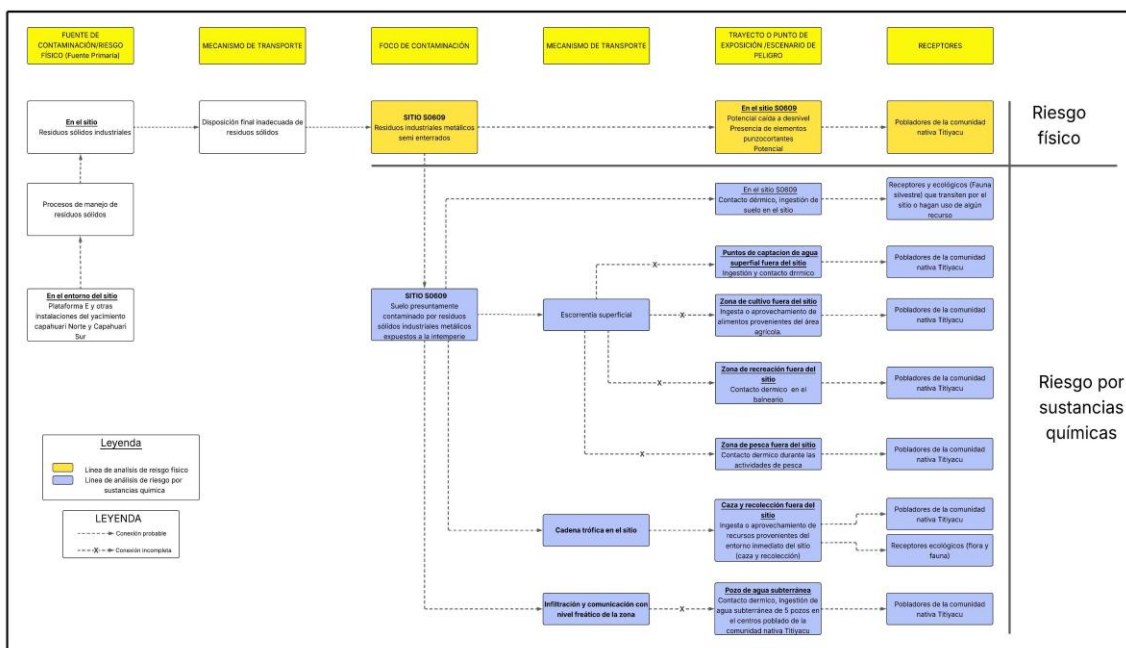 FUENTE DE
CONTAMINACIÓN/RIESGO
FÍSICO (Fuente Primaria)
MECANISMO DE TRANSPORTE
FOCO DE CONTAMINACIÓN
MECANISMO DE TRANSPORTE
TRAYECTO O PUNTO DE
EXPOSICIÓN /ESCENARIO DE
PELIGRO
RECEPTORES
En el sitio
Residuos sólidos industriales
Disposición final inadecuada de
residuos sólidos
SITIO S0609
Residuos industriales metálicos
semi enterrados
En el sitio S0609
Potencial caída a desnivel
Presencia de elementos
punzocortantes
Potencial
Pobladores de la comunidad
nativa Titiyacu
Riesgo
físico
Procesos de manejo de
residuos sólidos
En el sitio S0609
Contacto dérmico, ingestión de
suelo en el sitio
Receptores y ecológicos (Fauna
silvestre) que transiten por el
sitio o hagan uso de algún
recurso
En el entorno del sitio
Plataforma E y otras
instalaciones del yacimiento
capahuari Norte y Capahuari
Sur
SITIO S0609
Suelo presuntamente
contaminado por residuos
sólidos industriales metálicos
expuestos a la intemperie
Escorrentía superficial
X
Puntos de captacion de agua
superfial fuera del sitio
Ingestión y contacto drrmico
Pobladores de la comunidad
nativa Titiyacu
X
Zona de cultivo fuera del sitio
Ingesta o aprovechamiento de
alimentos provenientes del área
agrícola.
Pobladores de la comunidad
nativa Titiyacu
X
Zona de recreación fuera del
sitio
Contacto dermico en el
balneario
Pobladores de la comunidad
nativa Titiyacu
Riesgo por
sustancias
químicas
X
Zona de pesca fuera del sitio
Contacto dermico durante las
actividades de pesca
Pobladores de la comunidad
nativa Titiyacu
Cadena trófica en el sitio
Caza y recolección fuera del
sitio
Ingesta o aprovechamiento de
recursos provenientes del
entorno inmediato del sitio
(caza y recolección)
Pobladores de la comunidad
nativa Titiyacu
Receptores ecológicos (flora y
fauna)
Infiltración y comunicación con
nivel freático de la zona
X
Pozo de agua subterránea
Contacto dermico, ingestión de
agua subterránea de 5 pozos en
el centros poblado de la
comunidad nativa Titiyacu
Pobladores de la comunidad
nativa Titiyacu
Leyenda
Linea de analisis de reisgo físico
Línea de análisis de riesgo por
sustancias quimica
LEYENDA
Conexión probable
X
Conexión incompleta